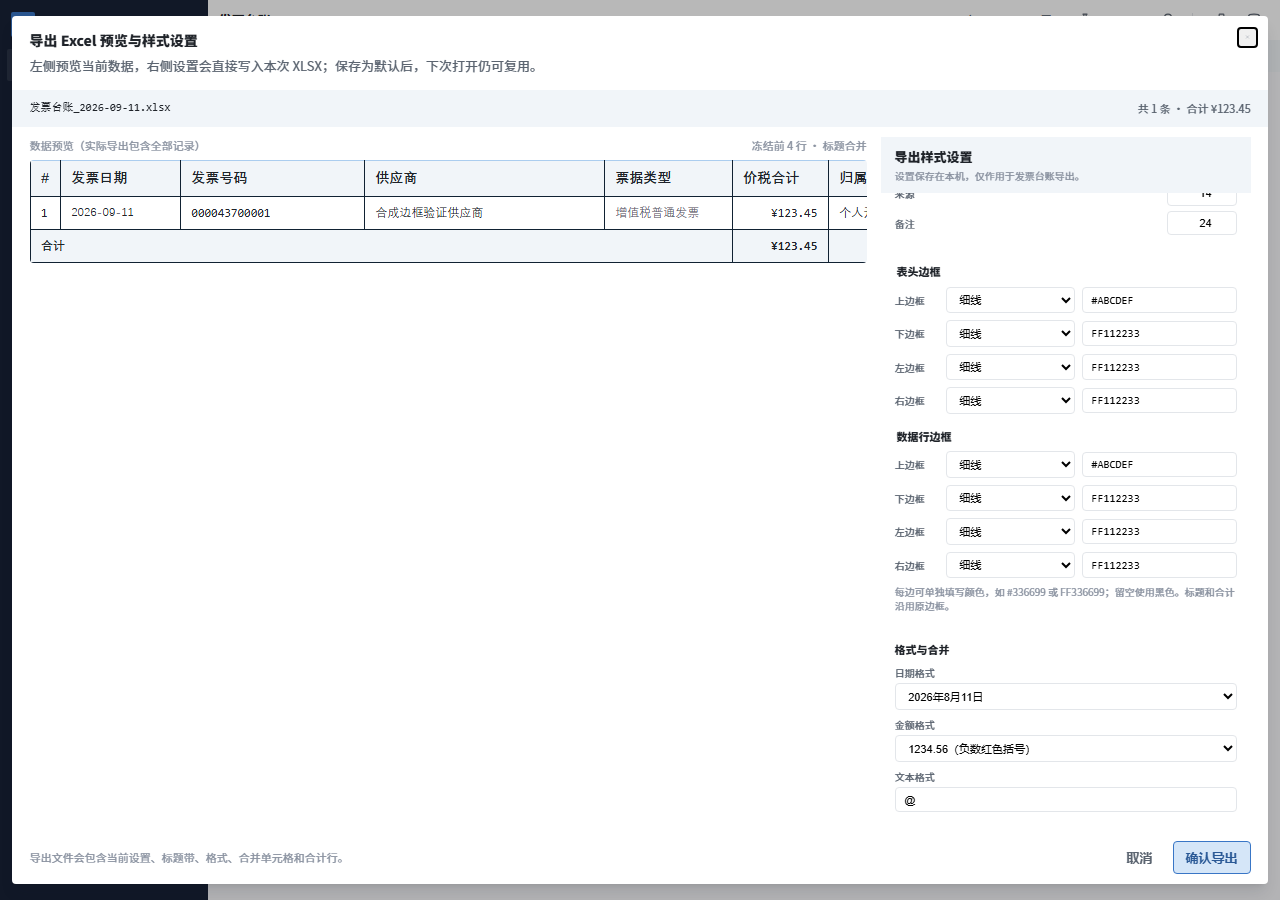 导出 Excel 预览与样式设置
左侧预览当前数据，右侧设置会直接写入本次 XLSX；保存为默认后，下次打开仍可复用。
发票台账_2026-09-11.xlsx
共 1 条 · 合计 ¥123.45
数据预览（实际导出包含全部记录）
冻结前 4 行 · 标题合并
# 发票日期 发票号码 供应商 票据类型 价税合计 归属
1 2026-09-11 000043700001 合成边框验证供应商 增值税普通发票 ¥123.45 个人
合计 ¥123.45
导出样式设置
设置保存在本机，仅作用于发票台账导出。
来源 14
备注 24
表头边框
上边框 细线 #ABCDEF
下边框 细线 FF112233
左边框 细线 FF112233
右边框 细线 FF112233
数据行边框
上边框 细线 #ABCDEF
下边框 细线 FF112233
左边框 细线 FF112233
右边框 细线 FF112233
每边可单独填写颜色，如 #336699 或 FF336699；留空使用黑色。标题和合计
沿用原边框。
格式与合并
日期格式
2026年8月11日
金额格式
1234.56（负数红色括号）
文本格式
@
导出文件会包含当前设置、标题带、格式、合并单元格和合计行。
取消
确认导出